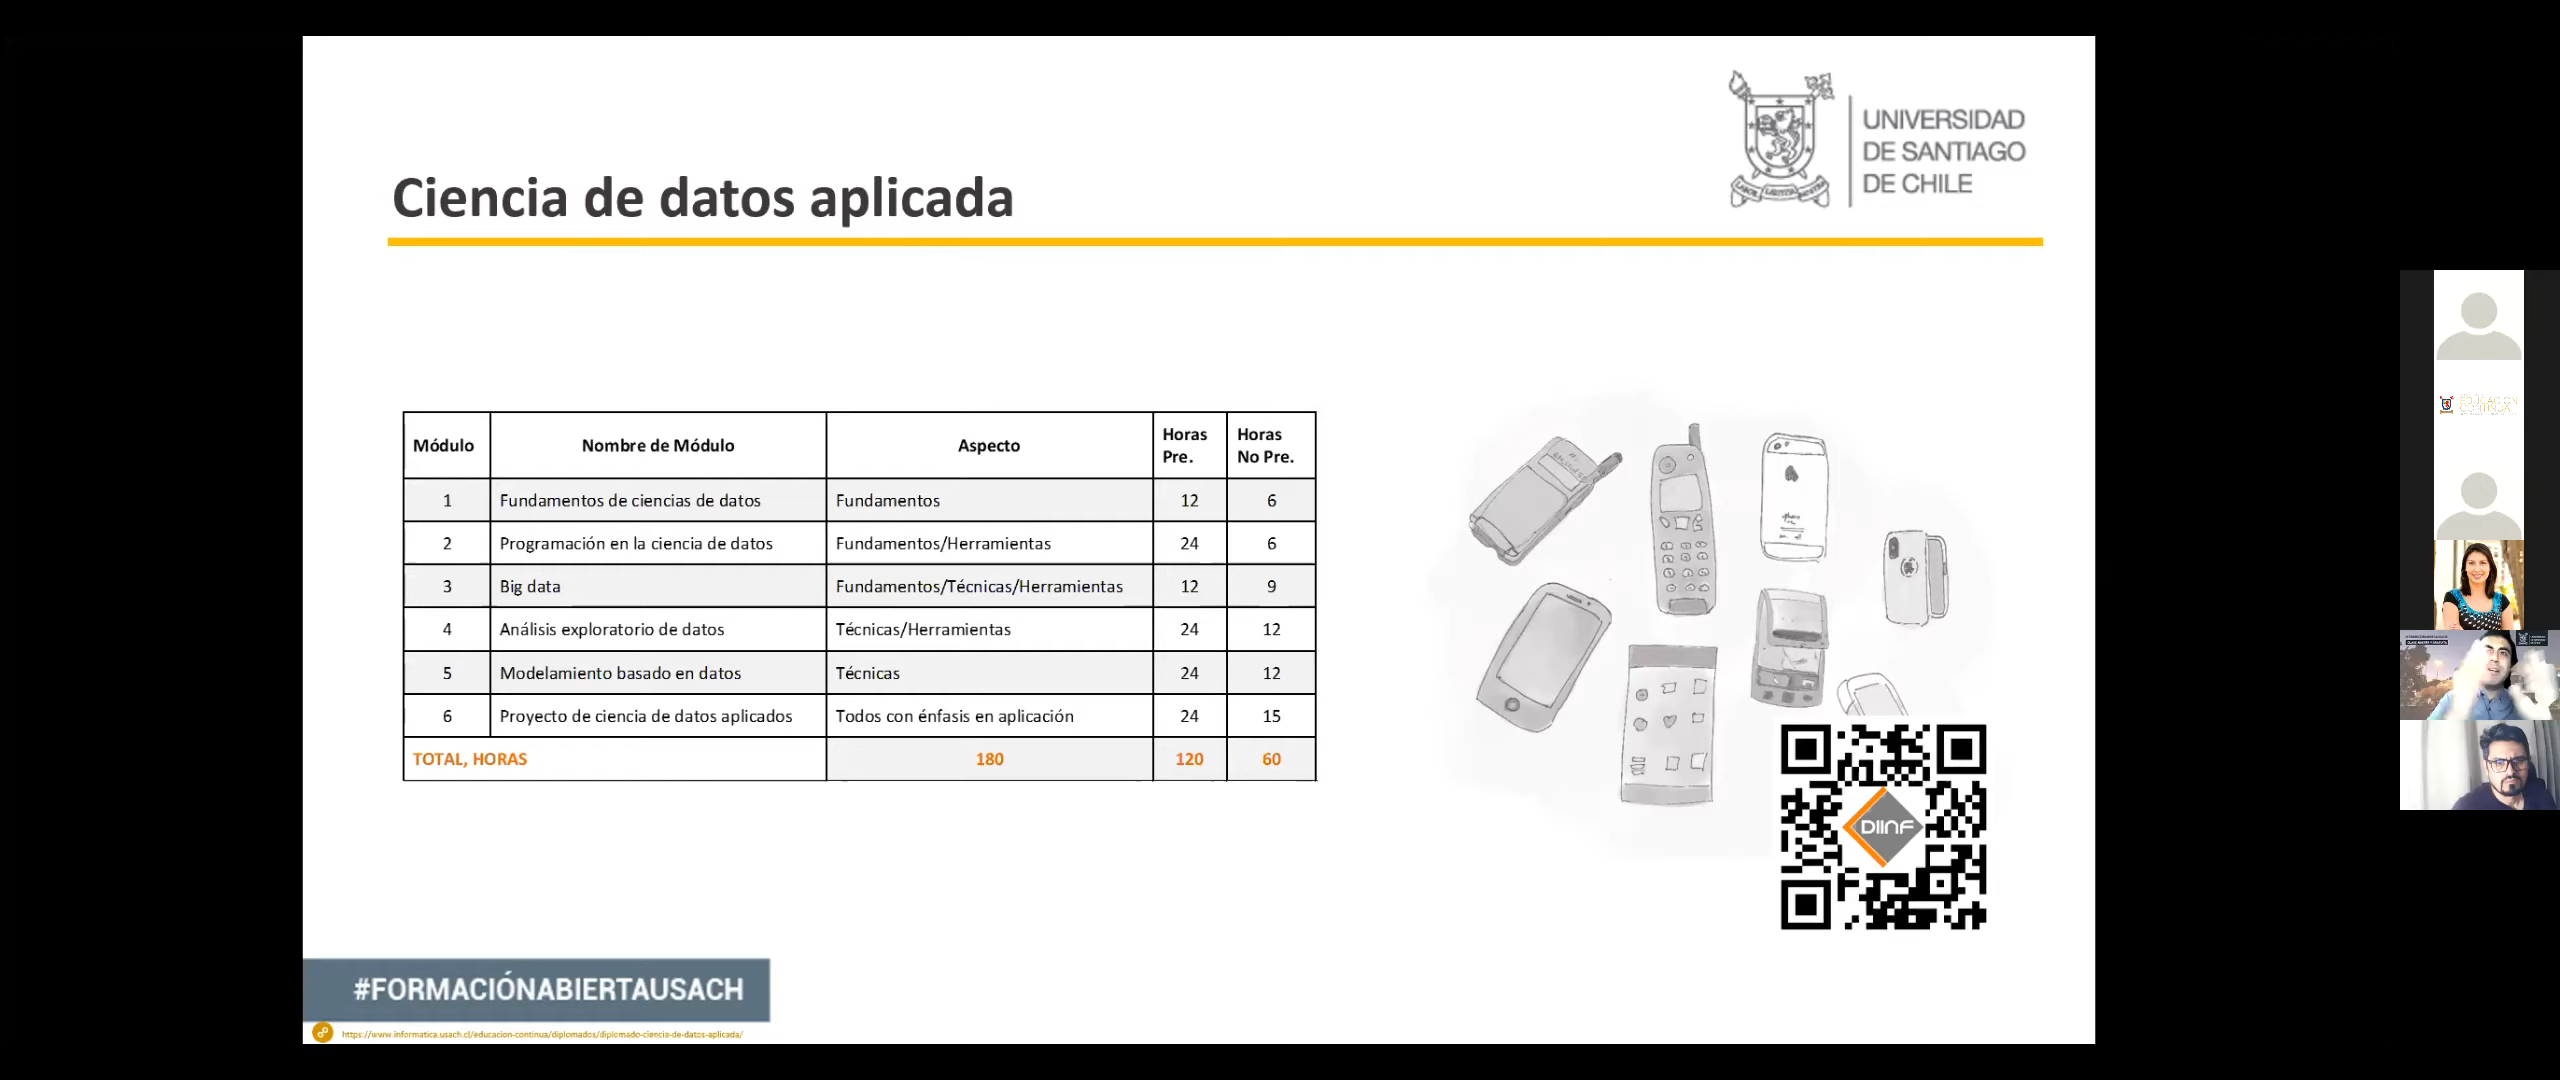 UNIVERSIDAD
DE SANTIAGO
DE CHILE
Ciencia de datos aplicada
Módulo Nombre de Módulo Aspecto Horas Pre. Horas No Pre.
1 Fundamentos de ciencias de datos Fundamentos 12 6
2 Programación en la ciencia de datos Fundamentos/Herramientas 24 6
3 Big data Fundamentos/Técnicas/Herramientas 12 9
4 Análisis exploratorio de datos Técnicas/Herramientas 24 12
5 Modelamiento basado en datos Técnicas 24 12
6 Proyecto de ciencia de datos aplicados Todos con énfasis en aplicación 24 15
TOTAL, HORAS 180 120 60
DIINF
#FORMACIÓNABIERTAUSACH
https://www.informatica.usach.cl/educacion-continua/diplomados/diplomado-ciencia-de-datos-aplicada/
EDUCACIÓN
CONTINUA